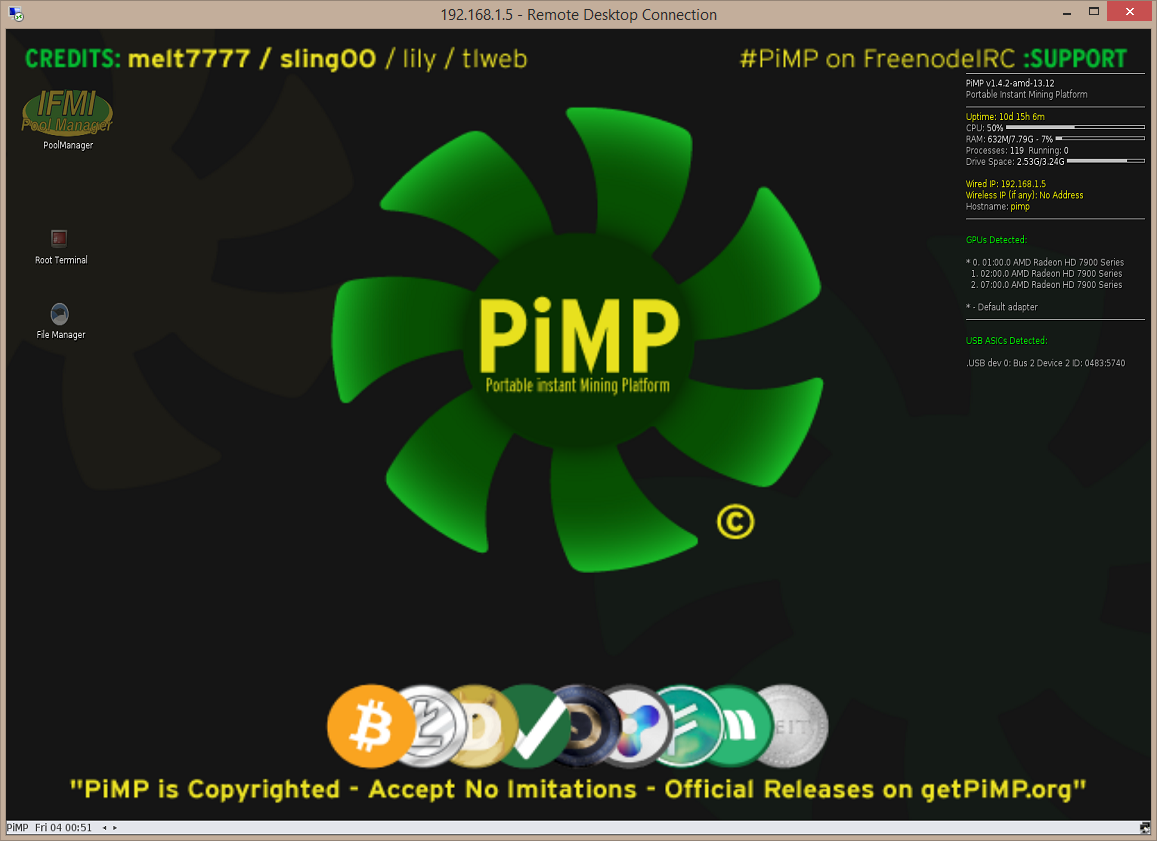 192.168.1.5 - Remote Desktop Connection
CREDITS: melt7777 / sling00 / lily / tlweb
#PiMP on FreenodeIRC :SUPPORT
IFMI
Pool Manager
PoolManager
Root Terminal
File Manager
PiMP v1.4.2-amd-13.12
Portable Instant Mining Platform
Uptime: 10d 15h 6m
CPU: 50%
RAM: 632M/7.79G - 7%
Processes: 119 Running: 0
Drive Space: 2.53G/3.24G
Wired IP: 192.168.1.5
Wireless IP (if any): No Address
Hostname: pimp
GPUs Detected:
* 0. 01:00.0 AMD Radeon HD 7900 Series
1. 02:00.0 AMD Radeon HD 7900 Series
2. 07:00.0 AMD Radeon HD 7900 Series
* - Default adapter
USB ASICs Detected:
.USB dev 0: Bus 2 Device 2 ID: 0483:5740
PiMP
Portable instant Mining Platform
©
"PiMP is Copyrighted - Accept No Imitations - Official Releases on getPiMP.org"
PiMP Fri 04 00:51